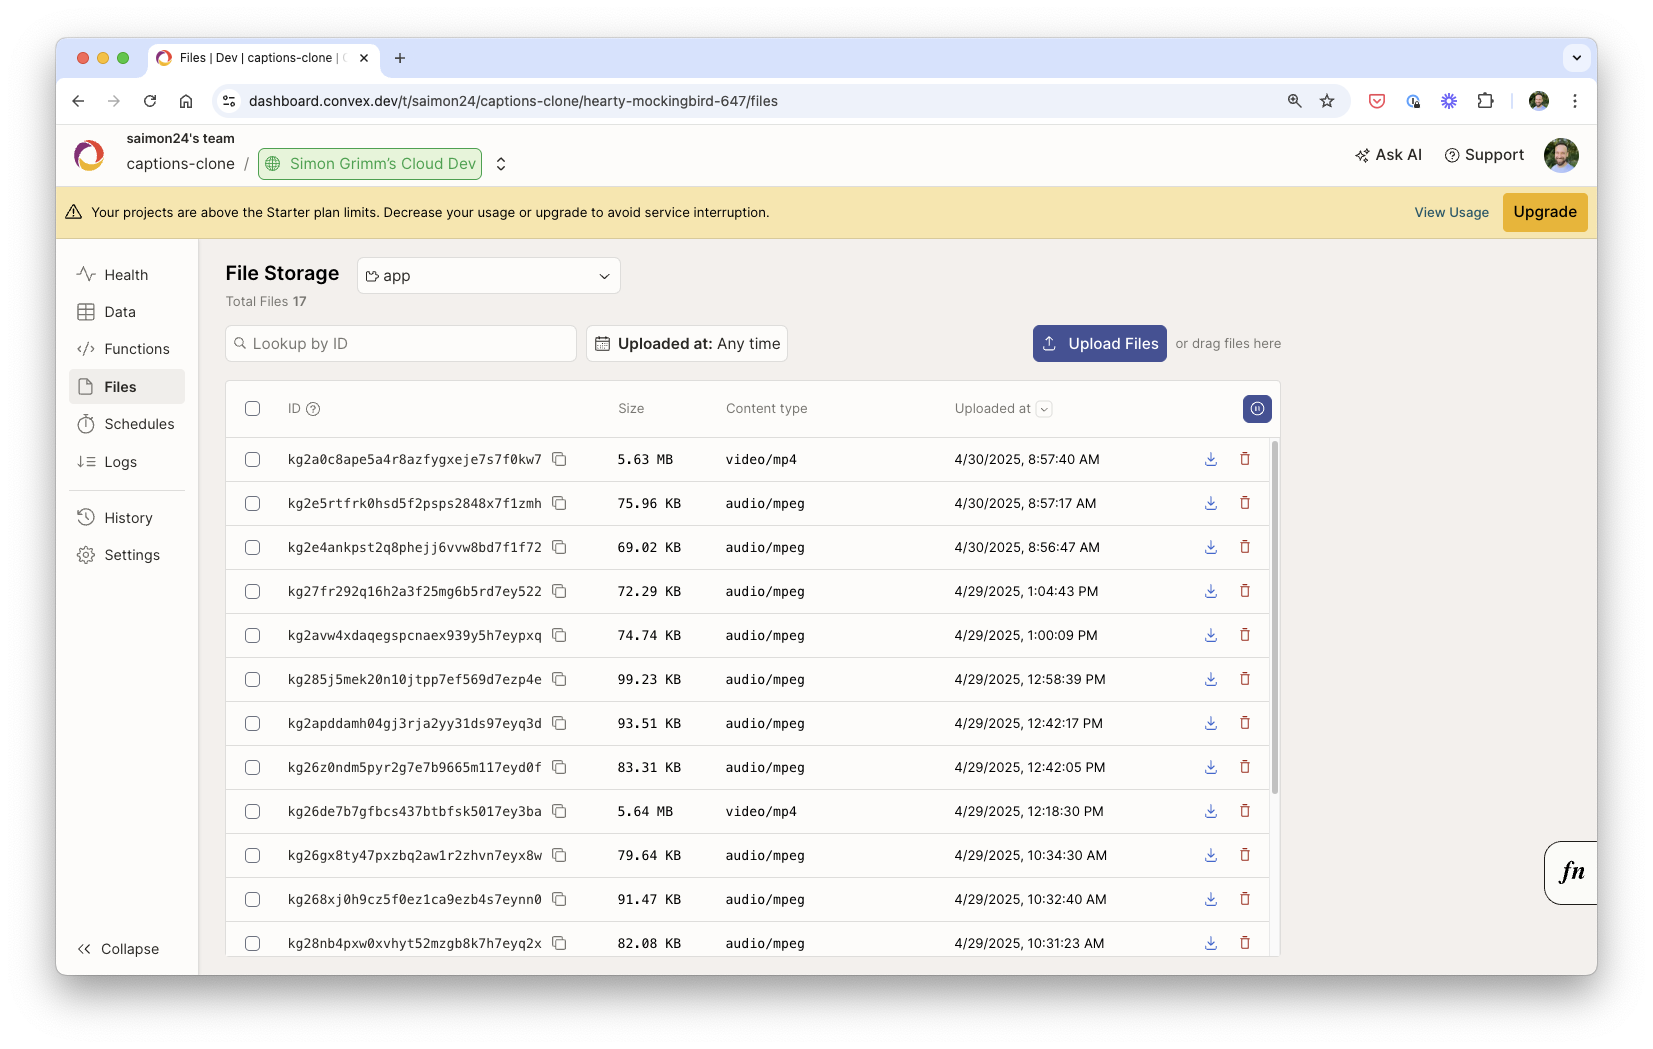 Files | Dev | captions-clone |
dashboard.convex.dev/t/saimon24/captions-clone/hearty-mockingbird-647/files
saimon24's team
captions-clone / Simon Grimm's Cloud Dev
Ask AI
Support
Your projects are above the Starter plan limits. Decrease your usage or upgrade to avoid service interruption.
View Usage
Upgrade
Health
Data
Functions
Files
Schedules
Logs
History
Settings
Collapse
File Storage
app
Total Files 17
Lookup by ID
Uploaded at: Any time
Upload Files
or drag files here
ID Size Content type Uploaded at
kg2a0c8ape5a4r8azfygxeje7s7f0kw7 5.63 MB video/mp4 4/30/2025, 8:57:40 AM
kg2e5rtfrk0hsd5f2psps2848x7f1zmh 75.96 KB audio/mpeg 4/30/2025, 8:57:17 AM
kg2e4ankpst2q8phejj6vvw8bd7f1f72 69.02 KB audio/mpeg 4/30/2025, 8:56:47 AM
kg27fr292q16h2a3f25mg6b5rd7ey522 72.29 KB audio/mpeg 4/29/2025, 1:04:43 PM
kg2avw4xdaqegspcnaex939y5h7eypxq 74.74 KB audio/mpeg 4/29/2025, 1:00:09 PM
kg285j5mek20n10jtpp7ef569d7ezp4e 99.23 KB audio/mpeg 4/29/2025, 12:58:39 PM
kg2apddamh04gj3rja2yy31ds97eyq3d 93.51 KB audio/mpeg 4/29/2025, 12:42:17 PM
kg26z0ndm5pyr2g7e7b9665m117eyd0f 83.31 KB audio/mpeg 4/29/2025, 12:42:05 PM
kg26de7b7gfbcs437btbfsk5017ey3ba 5.64 MB video/mp4 4/29/2025, 12:18:30 PM
kg26gx8ty47pxzbq2aw1r2zhvn7eyx8w 79.64 KB audio/mpeg 4/29/2025, 10:34:30 AM
kg268xj0h9cz5f0ez1ca9ezb4s7eynn0 91.47 KB audio/mpeg 4/29/2025, 10:32:40 AM
kg28nb4pxw0xvhyt52mzgb8k7h7eyq2x 82.08 KB audio/mpeg 4/29/2025, 10:31:23 AM
fn